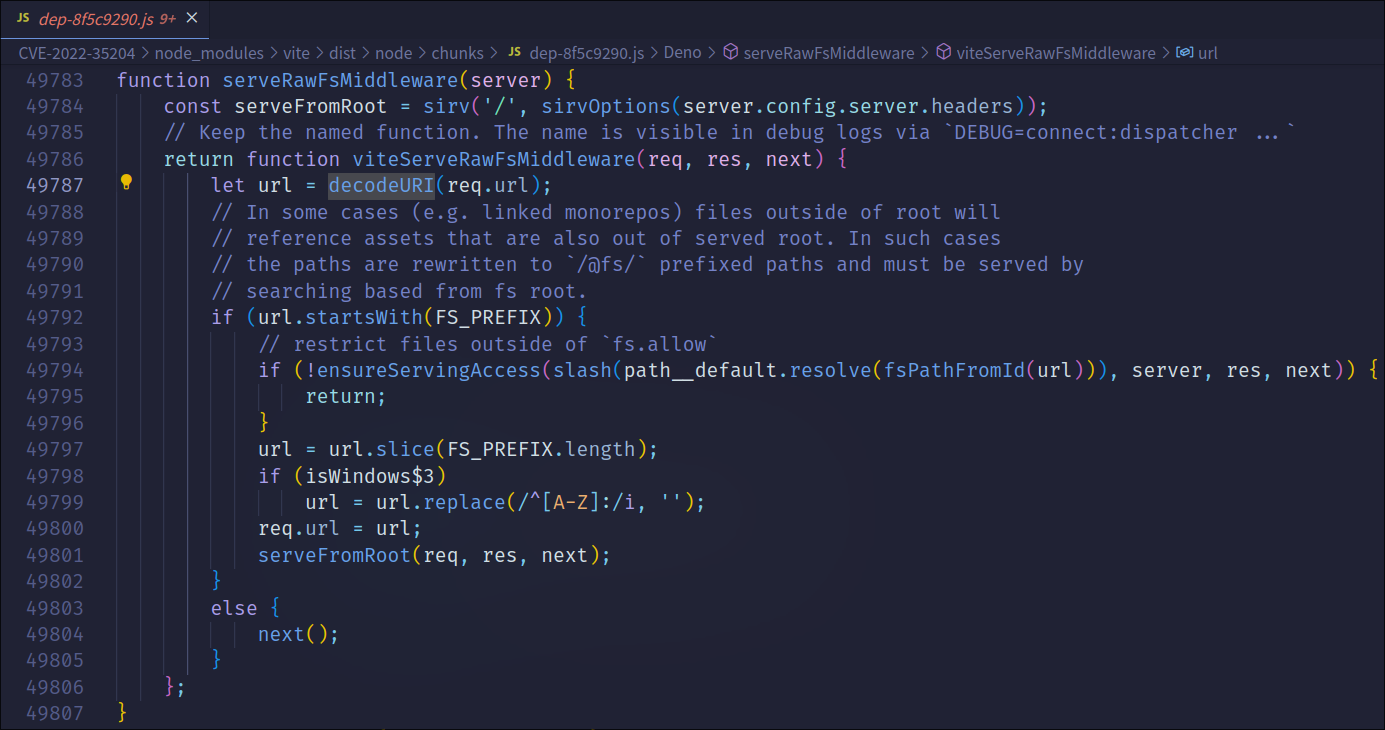 JS dep-8f5c9290.js 9+ ×
CVE-2022-35204 > node_modules > vite > dist > node > chunks > JS dep-8f5c9290.js > Deno > serveRawFsMiddleware > viteServeRawFsMiddleware > url
49783 function serveRawFsMiddleware(server) {
49784     const serveFromRoot = sirv('/', sirvOptions(server.config.server.headers));
49785     // Keep the named function. The name is visible in debug logs via `DEBUG=connect:dispatcher ...`
49786     return function viteServeRawFsMiddleware(req, res, next) {
49787         let url = decodeURI(req.url);
49788         // In some cases (e.g. linked monorepos) files outside of root will
49789         // reference assets that are also out of served root. In such cases
49790         // the paths are rewritten to `/@fs/` prefixed paths and must be served by
49791         // searching based from fs root.
49792         if (url.startsWith(FS_PREFIX)) {
49793             // restrict files outside of `fs.allow`
49794             if (!ensureServingAccess(slash(path__default.resolve(fsPathFromId(url))), server, res, next)) {
49795                 return;
49796             }
49797             url = url.slice(FS_PREFIX.length);
49798             if (isWindows$3)
49799                 url = url.replace(/^[A-Z]:/i, '');
49800             req.url = url;
49801             serveFromRoot(req, res, next);
49802         }
49803         else {
49804             next();
49805         }
49806     };
49807 }